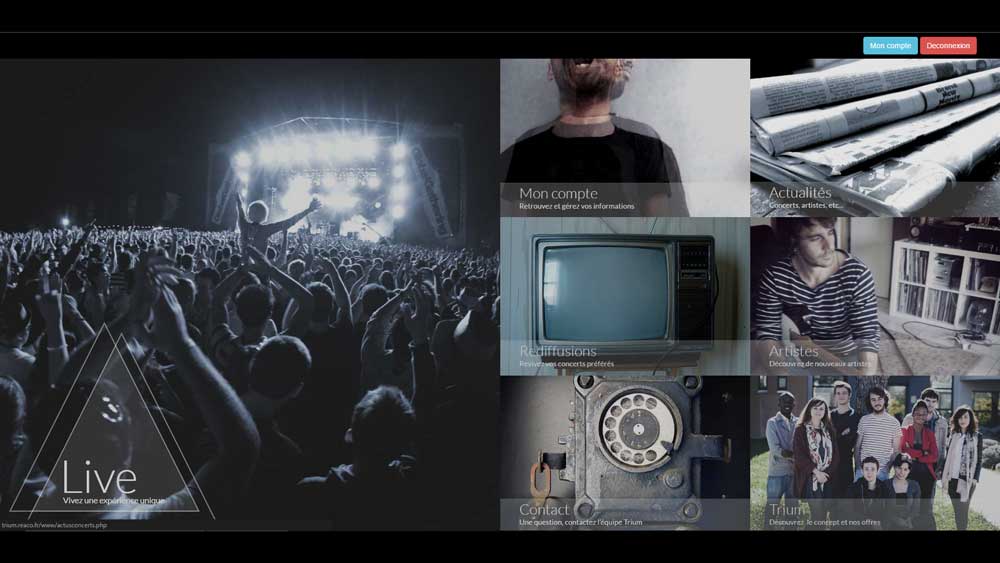 Mon compte
Deconnexion
Mon compte
Retrouvez et gérez vos informations
Actualités
Concerts, artistes, etc...
Rediffusions
Revivez vos concerts préférés
Artistes
Découvrez de nouveaux artistes
Live
Vivez une expérience unique
Contact
Une question, contactez l'équipe Trium
Trium
Découvrez le concept et nos offres
trium.reaco.fr/www/actusconcerts.php